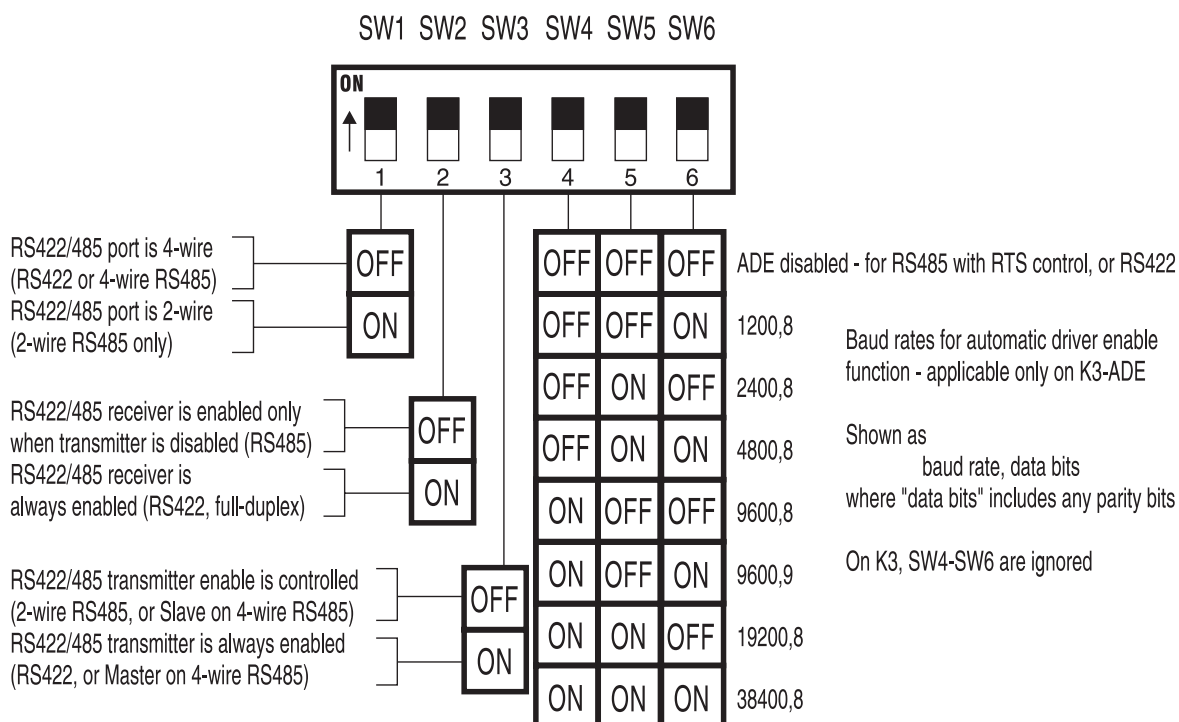 SW1 SW2 SW3 SW4 SW5 SW6
ON
1 2 3 4 5 6
RS422/485 port is 4-wire
(RS422 or 4-wire RS485)
OFF
RS422/485 port is 2-wire
(2-wire RS485 only)
ON
RS422/485 receiver is enabled only
when transmitter is disabled (RS485)
OFF
RS422/485 receiver is
always enabled (RS422, full-duplex)
ON
RS422/485 transmitter enable is controlled
(2-wire RS485, or Slave on 4-wire RS485)
OFF
RS422/485 transmitter is always enabled
(RS422, or Master on 4-wire RS485)
ON
OFF OFF OFF ADE disabled - for RS485 with RTS control, or RS422
OFF OFF ON 1200,8
OFF ON OFF 2400,8
OFF ON ON 4800,8
ON OFF OFF 9600,8
ON OFF ON 9600,9
ON ON OFF 19200,8
ON ON ON 38400,8
Baud rates for automatic driver enable
function - applicable only on K3-ADE
Shown as
baud rate, data bits
where "data bits" includes any parity bits
On K3, SW4-SW6 are ignored